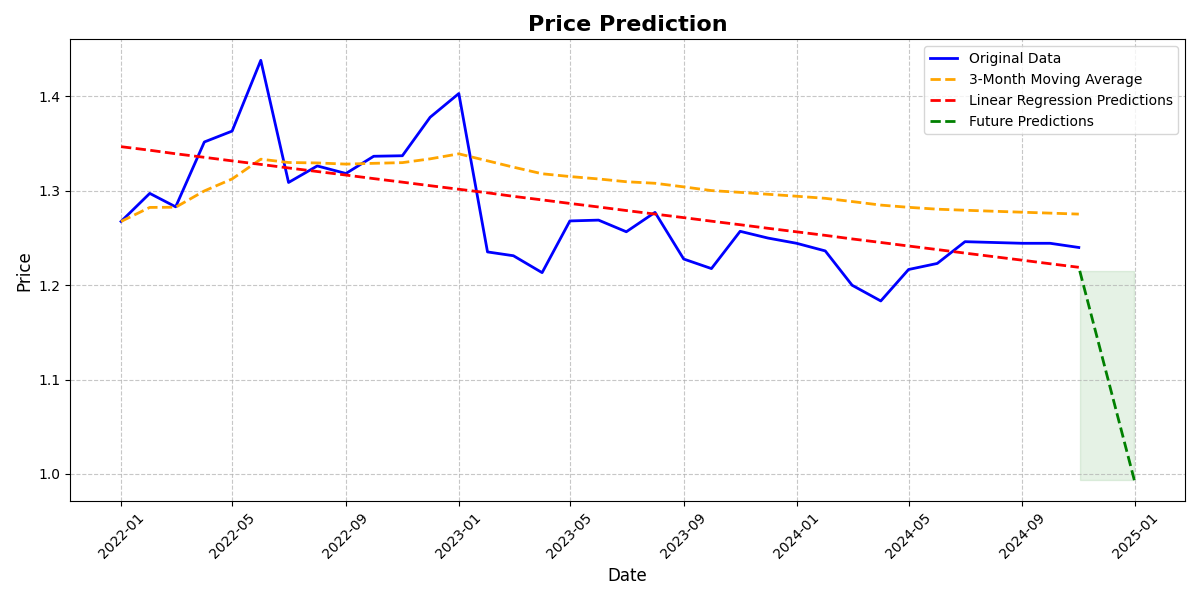 Price Prediction
Original Data
3-Month Moving Average
Linear Regression Predictions
Future Predictions
Price
1.4
1.3
1.2
1.1
1.0
2022-01
2022-05
2022-09
2023-01
2023-05
2023-09
2024-01
2024-05
2024-09
2025-01
Date